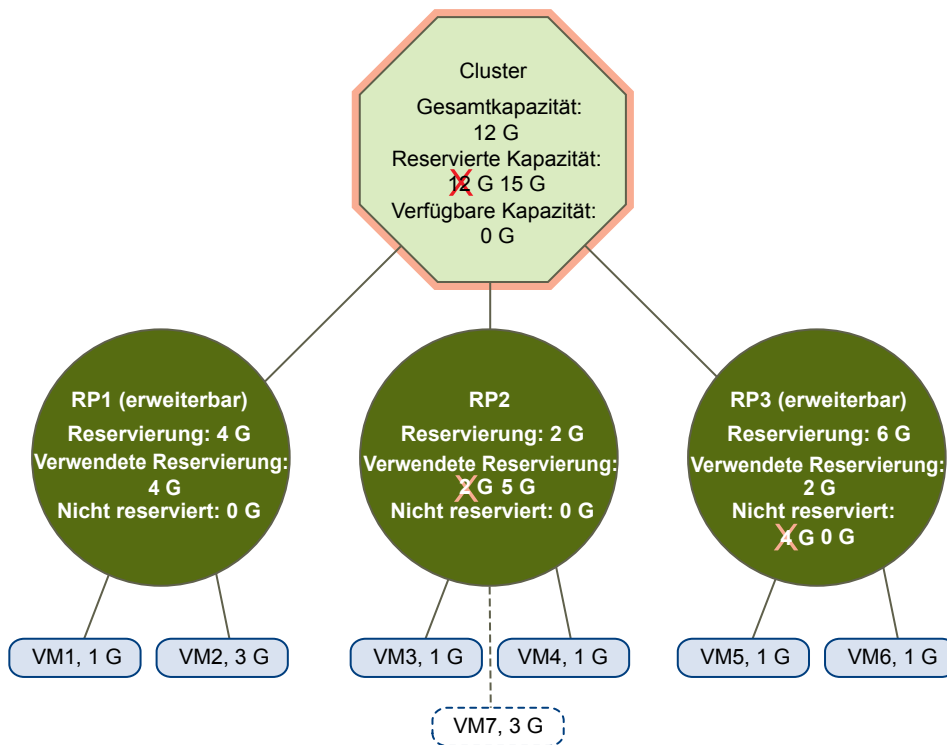 Cluster
Gesamtkapazität:
12 G
Reservierte Kapazität:
12 G 15 G
Verfügbare Kapazität:
0 G
RP1 (erweiterbar)
Reservierung: 4 G
Verwendete Reservierung:
4 G
Nicht reserviert: 0 G
RP2
Reservierung: 2 G
Verwendete Reservierung:
2 G 5 G
Nicht reserviert: 0 G
RP3 (erweiterbar)
Reservierung: 6 G
Verwendete Reservierung:
2 G
Nicht reserviert:
4 G 0 G
VM1, 1 G
VM2, 3 G
VM3, 1 G
VM4, 1 G
VM5, 1 G
VM6, 1 G
VM7, 3 G